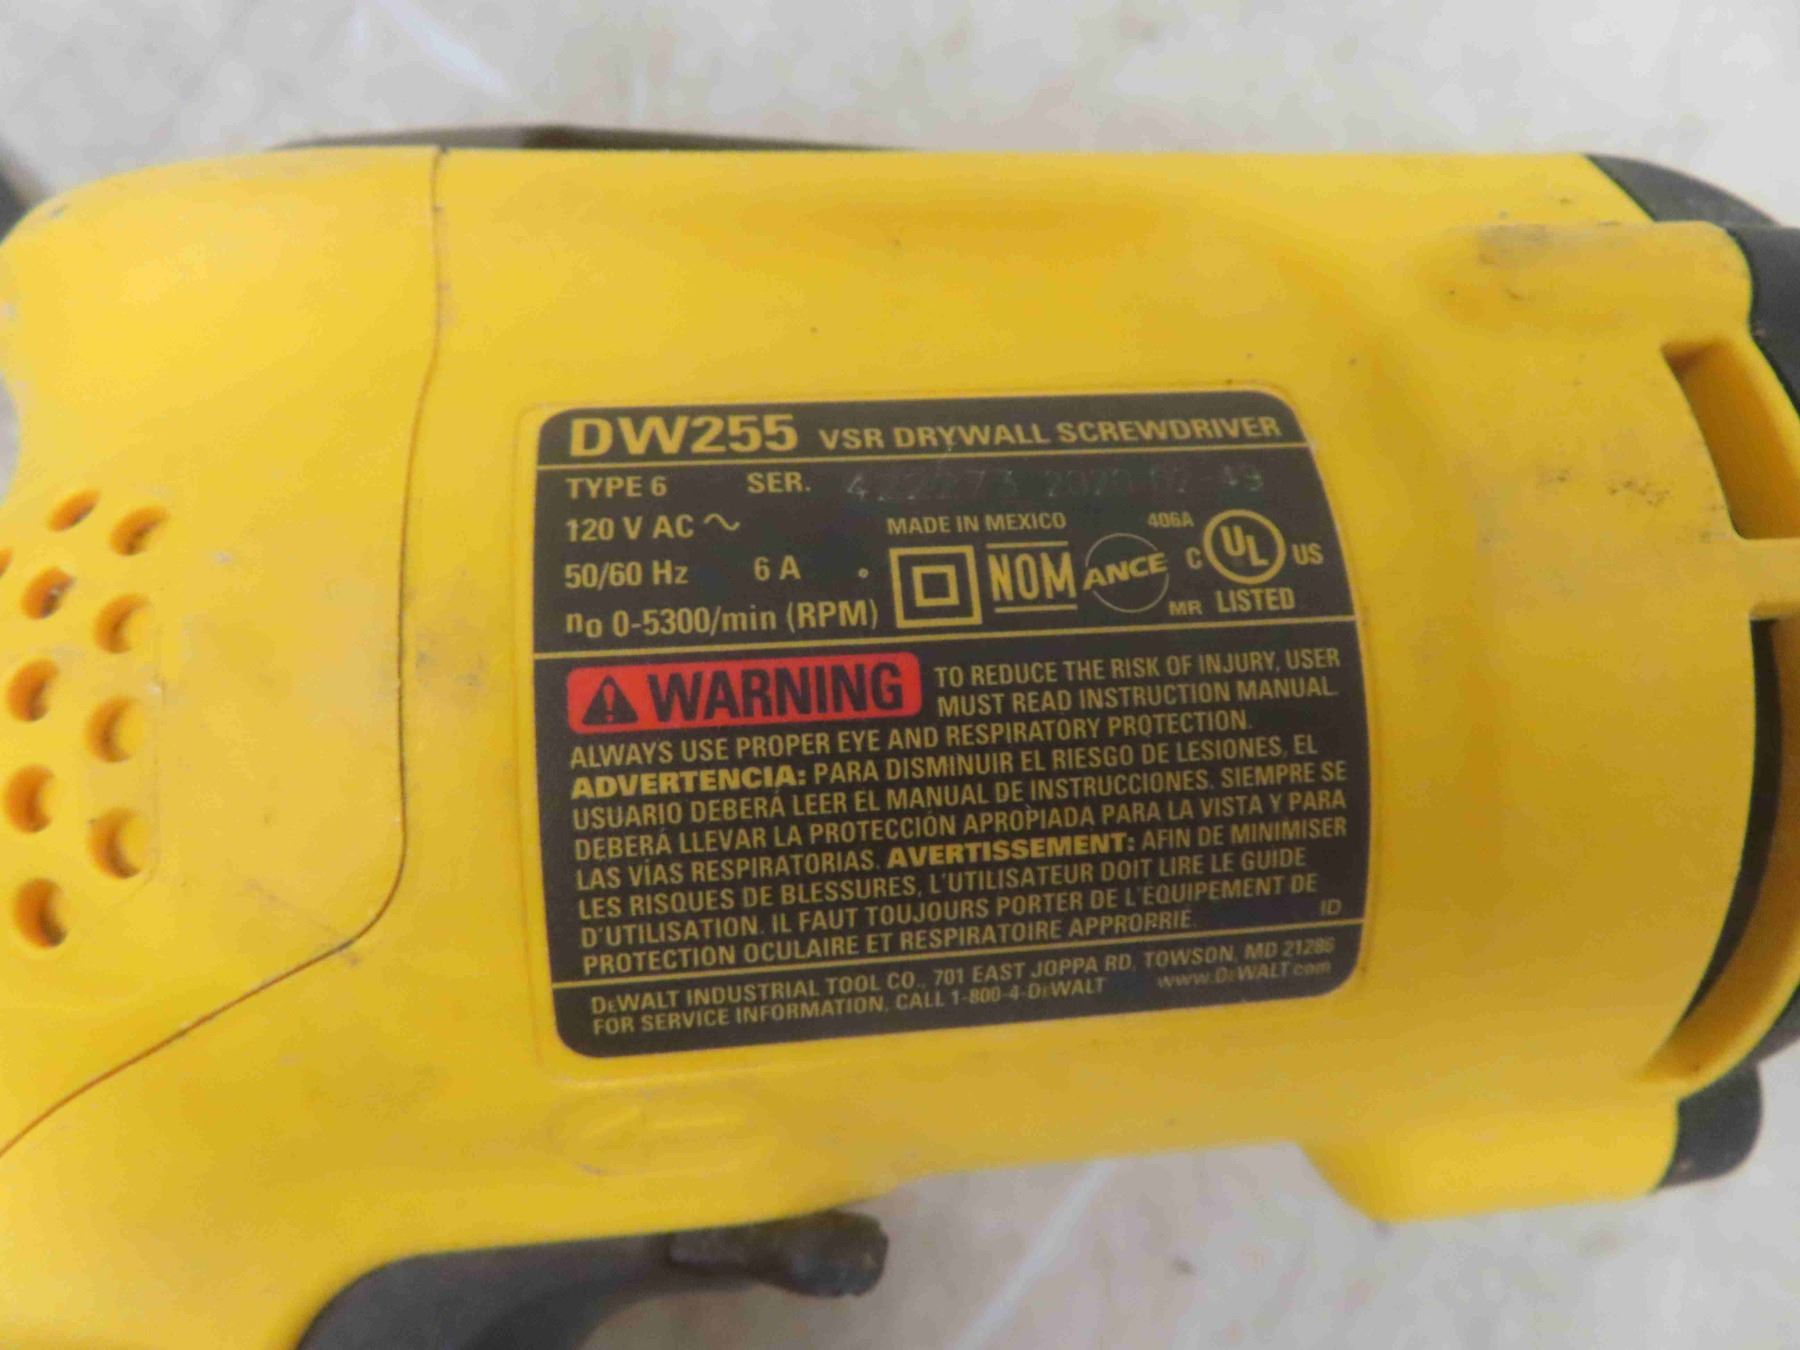 DW255 VSR DRYWALL SCREWDRIVER
TYPE 6 SER.
120 V AC ~ MADE IN MEXICO 406A
50/60 Hz 6 A NOM ANCE C UL US
n₀ 0-5300/min (RPM) MR LISTED
WARNING TO REDUCE THE RISK OF INJURY, USER
MUST READ INSTRUCTION MANUAL.
ALWAYS USE PROPER EYE AND RESPIRATORY PROTECTION.
ADVERTENCIA: PARA DISMINUIR EL RIESGO DE LESIONES, EL
USUARIO DEBERÁ LEER EL MANUAL DE INSTRUCCIONES. SIEMPRE SE
DEBERÁ LLEVAR LA PROTECCIÓN APROPIADA PARA LA VISTA Y PARA
LAS VÍAS RESPIRATORIAS. AVERTISSEMENT: AFIN DE MINIMISER
LES RISQUES DE BLESSURES, L'UTILISATEUR DOIT LIRE LE GUIDE
D'UTILISATION. IL FAUT TOUJOURS PORTER DE L'ÉQUIPEMENT DE
PROTECTION OCULAIRE ET RESPIRATOIRE APPROPRIÉ. ID
DEWALT INDUSTRIAL TOOL CO., 701 EAST JOPPA RD, TOWSON, MD 21286
FOR SERVICE INFORMATION, CALL 1-800-4-DEWALT www.DEWALT.com